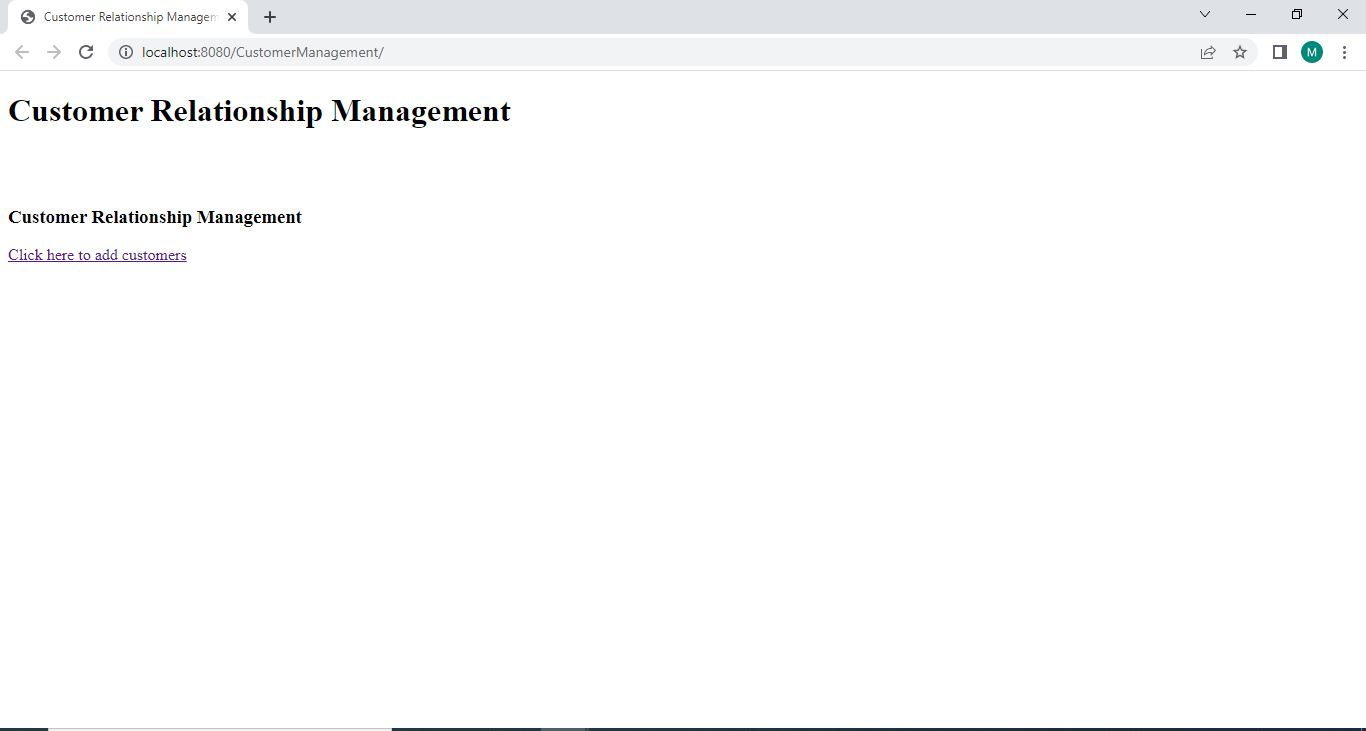 Customer Relationship Managem
localhost:8080/CustomerManagement/
M
Customer Relationship Management
Customer Relationship Management
Click here to add customers